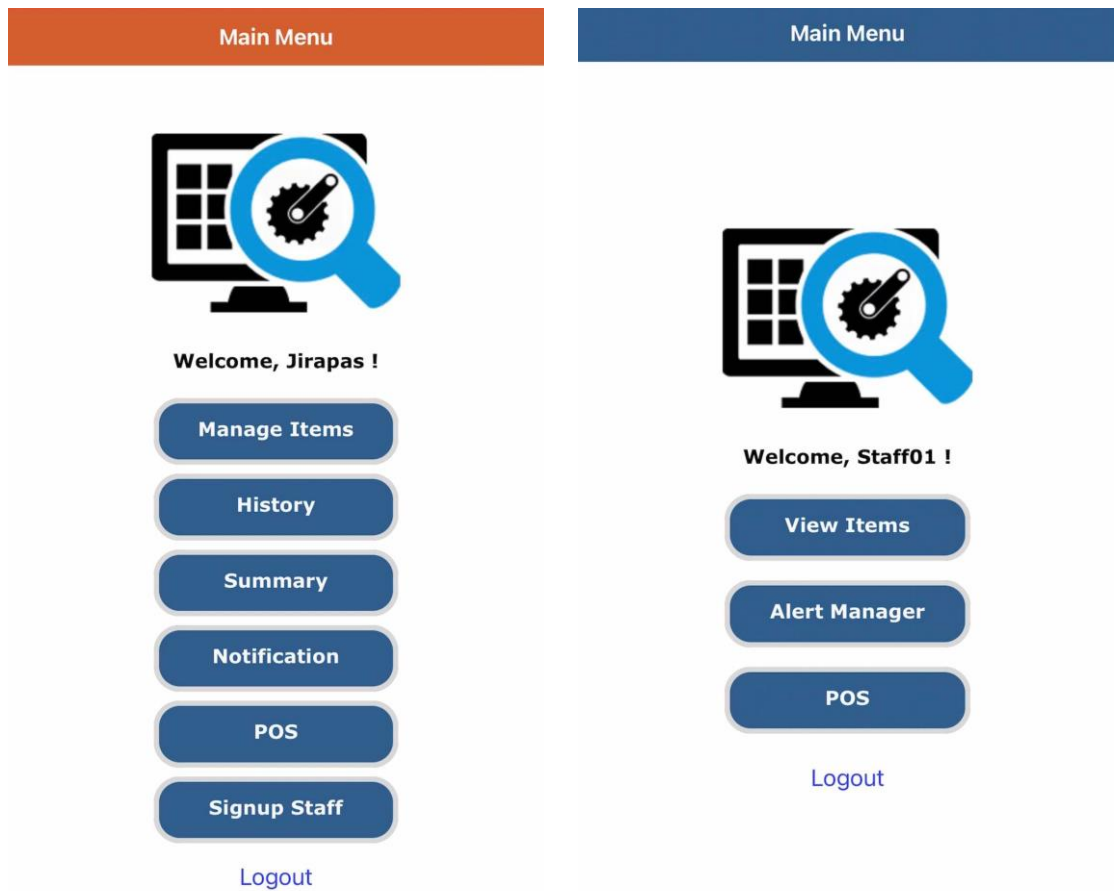 Main Menu
Welcome, Jirapas !
Manage Items
History
Summary
Notification
POS
Signup Staff
Logout
Main Menu
Welcome, Staff01 !
View Items
Alert Manager
POS
Logout